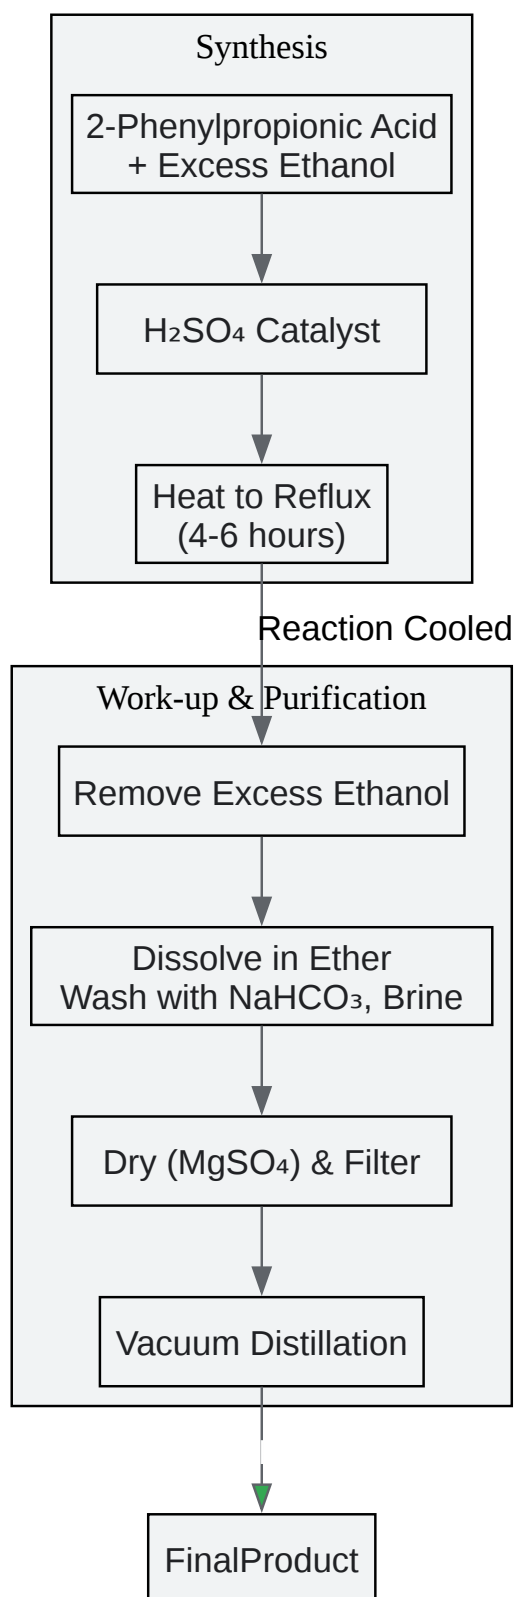 Synthesis
2-Phenylpropionic Acid
+ Excess Ethanol
H₂SO₄ Catalyst
Heat to Reflux
(4-6 hours)
Reaction Cooled
Work-up & Purification
Remove Excess Ethanol
Dissolve in Ether
Wash with NaHCO₃, Brine
Dry (MgSO₄) & Filter
Vacuum Distillation
FinalProduct